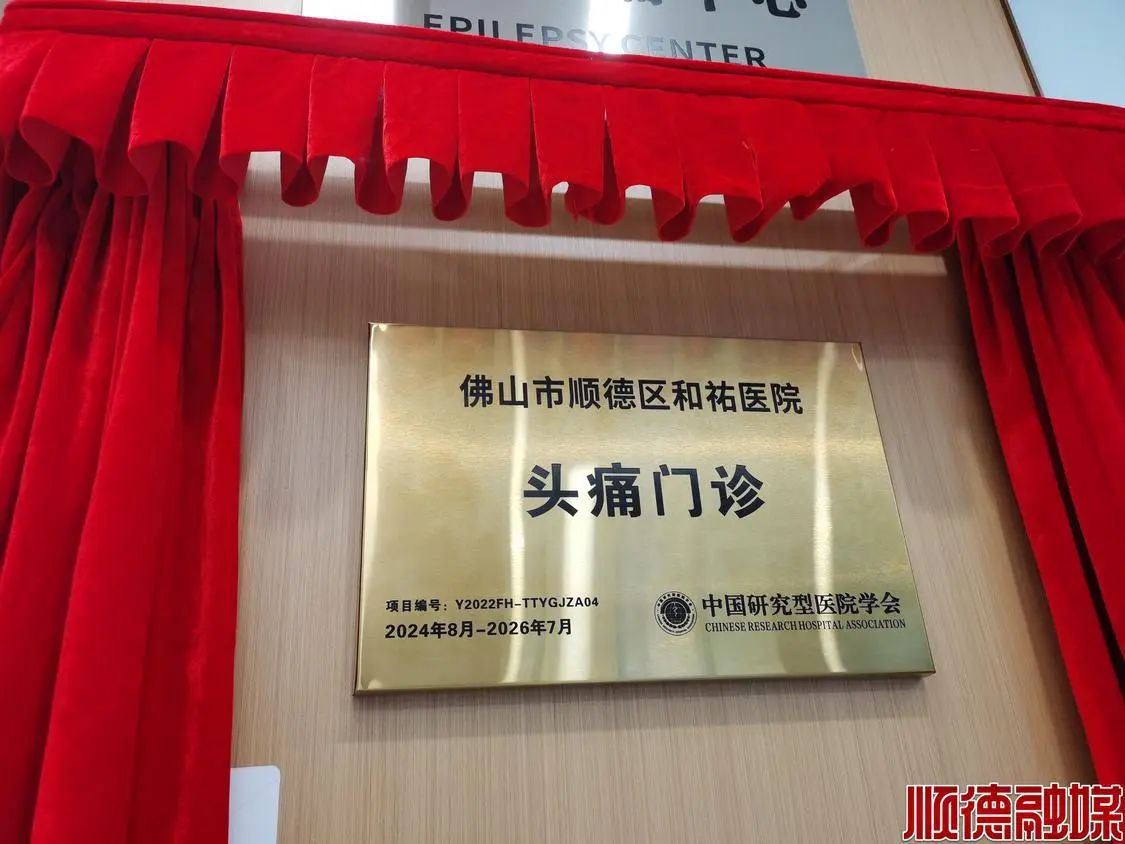 中心
EPILEPSY CENTER
佛山市顺德区和祐医院
头痛门诊
项目编号：Y2022FH-TTYGJZA04
2024年8月-2026年7月
中国研究型医院学会
CHINESE RESEARCH HOSPITAL ASSOCIATION
顺德融媒